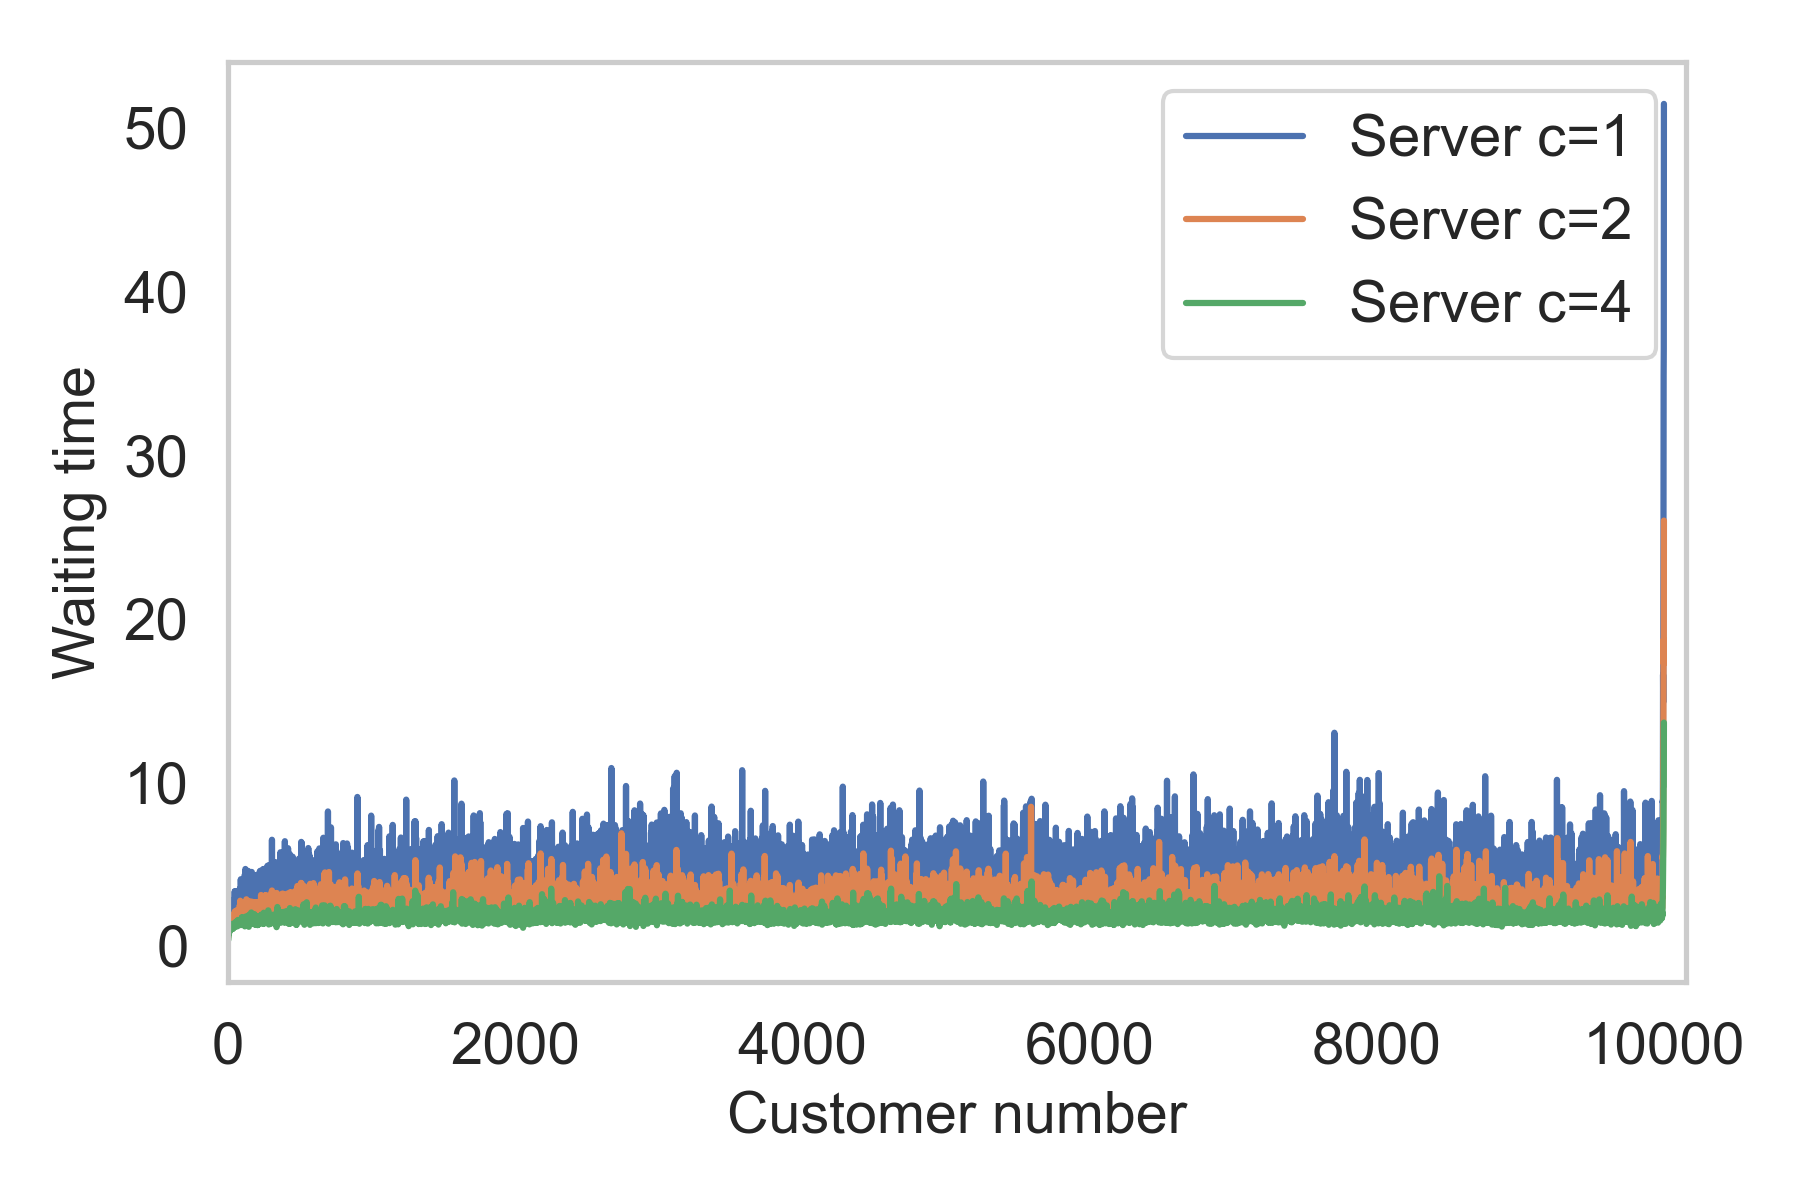 50
40
30
20
10
0
Waiting time
Server c=1
Server c=2
Server c=4
0 2000 4000 6000 8000 10000
Customer number